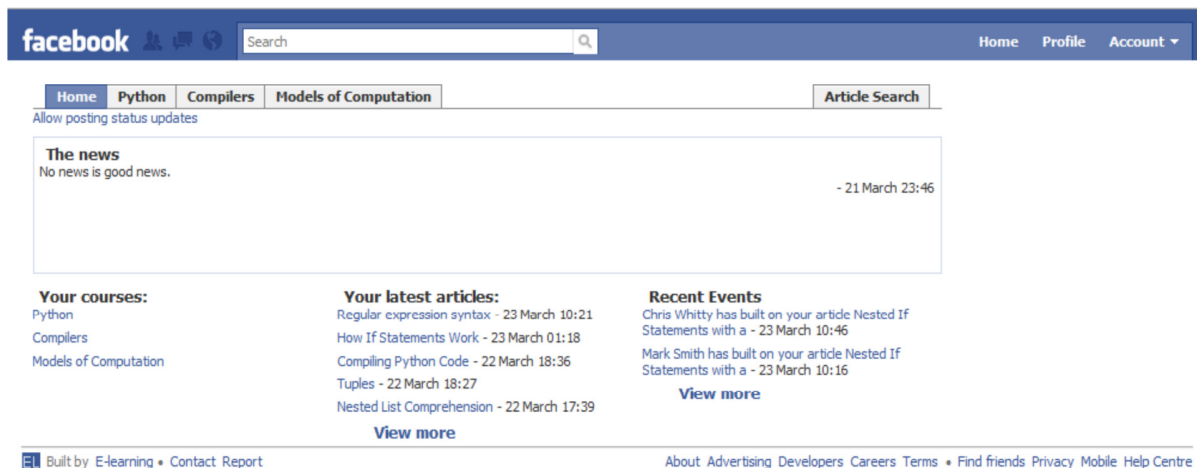 facebook Search Home Profile Account
Home Python Compilers Models of Computation Article Search
Allow posting status updates
The news
No news is good news.
- 21 March 23:46
Your courses:
Python
Compilers
Models of Computation
Your latest articles:
Regular expression syntax - 23 March 10:21
How If Statements Work - 23 March 01:18
Compiling Python Code - 22 March 18:36
Tuples - 22 March 18:27
Nested List Comprehension - 22 March 17:39
View more
Recent Events
Chris Whitty has built on your article Nested If
Statements with a - 23 March 10:46
Mark Smith has built on your article Nested If
Statements with a - 23 March 10:16
View more
EL Built by E-learning • Contact Report About Advertising Developers Careers Terms • Find friends Privacy Mobile Help Centre